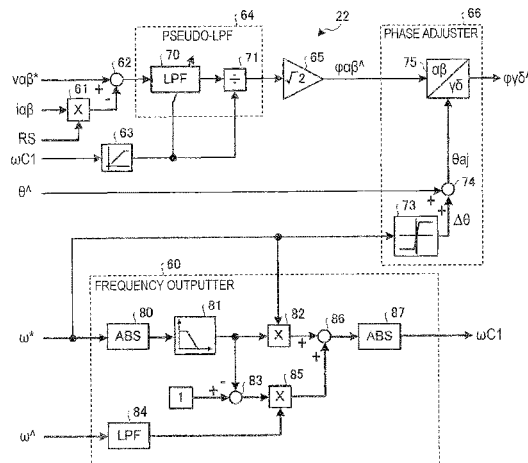 64
22
66
PSEUDO-LPF
PHASE ADJUSTER
62
70
71
65
75
vαβ*
LPF
÷
√2
φαβ^
αβ
γδ
φγδ^
+
-
61
iαβ
X
RS
63
ωC1
θaj
θ^
+
74
+
73
Δθ
60
FREQUENCY OUTPUTTER
80
81
82
86
87
ω*
ABS
X
+
ABS
ωC1
+
-
83
85
1
+
X
84
ω^
LPF